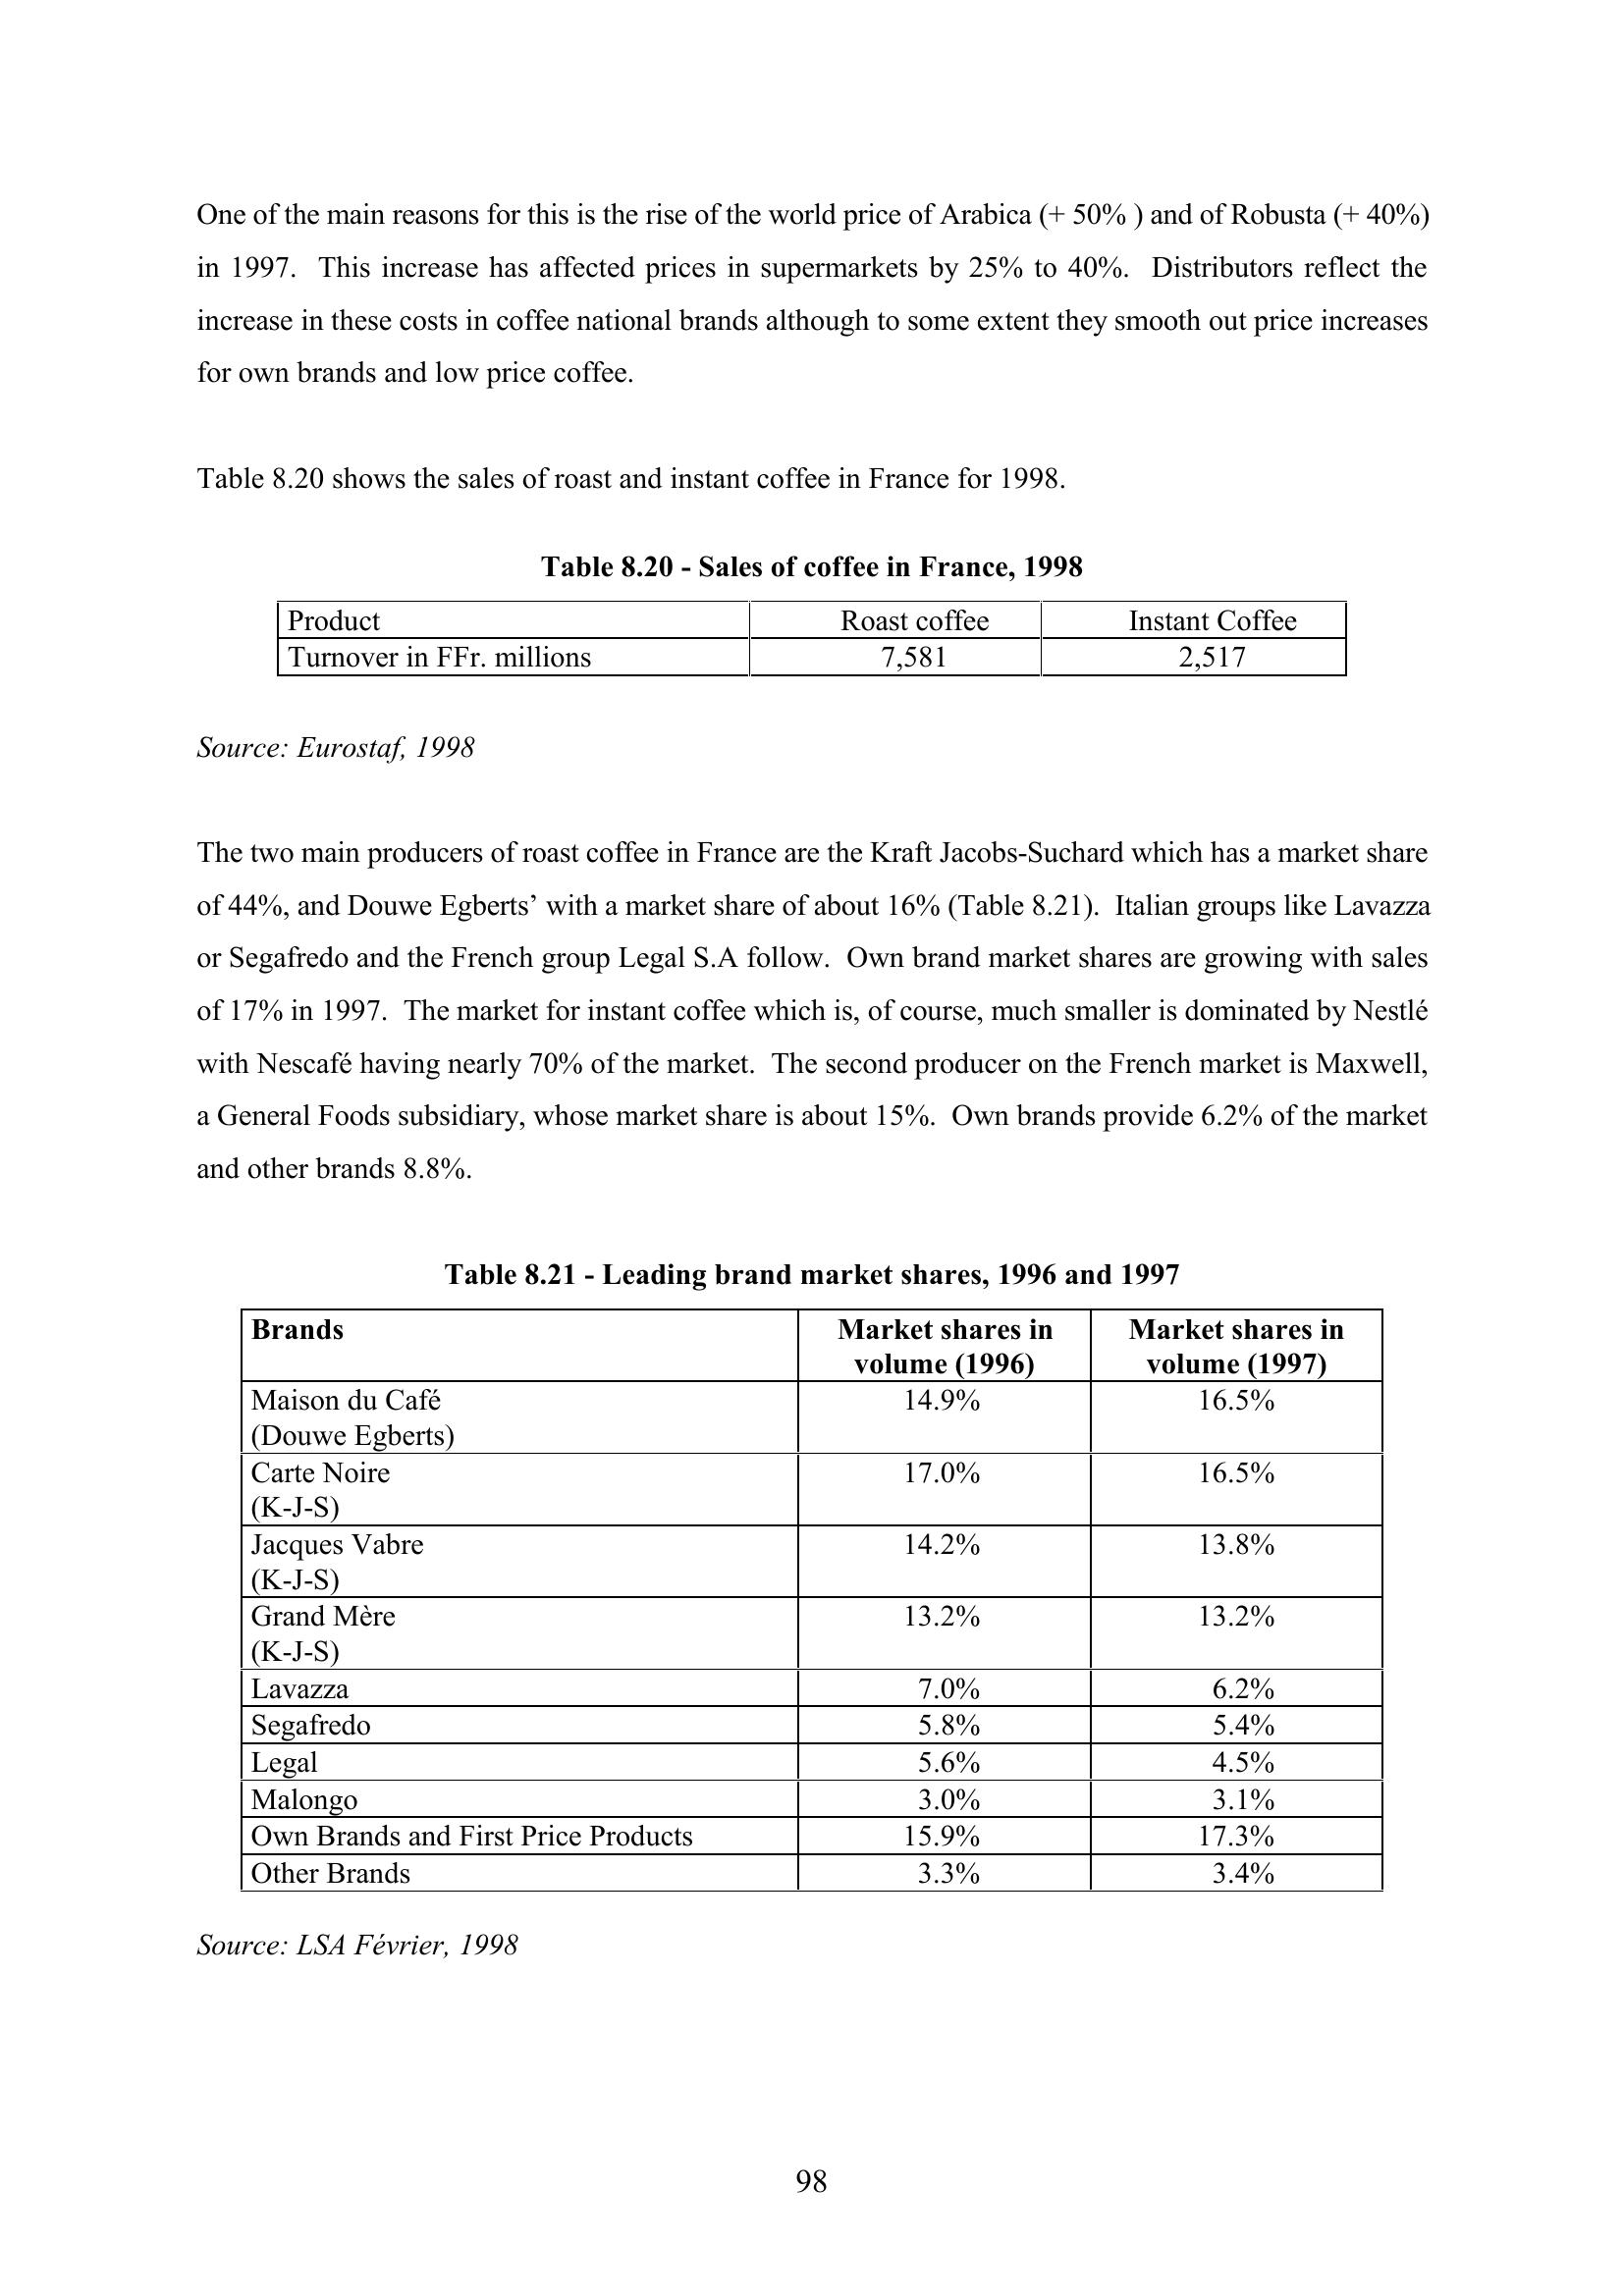 One of the main reasons for this is the rise of the world price of Arabica (+ 50% ) and of Robusta (+ 40%)
in 1997. This increase has affected prices in supermarkets by 25% to 40%. Distributors reflect the
increase in these costs in coffee national brands although to some extent they smooth out price increases
for own brands and low price coffee.
Table 8.20 shows the sales of roast and instant coffee in France for 1998.
Table 8.20 - Sales of coffee in France, 1998
Product Roast coffee Instant Coffee
Turnover in FFr. millions 7,581 2,517
Source: Eurostaf, 1998
The two main producers of roast coffee in France are the Kraft Jacobs-Suchard which has a market share
of 44%, and Douwe Egberts’ with a market share of about 16% (Table 8.21). Italian groups like Lavazza
or Segafredo and the French group Legal S.A follow. Own brand market shares are growing with sales
of 17% in 1997. The market for instant coffee which is, of course, much smaller is dominated by Nestlé
with Nescafé having nearly 70% of the market. The second producer on the French market is Maxwell,
a General Foods subsidiary, whose market share is about 15%. Own brands provide 6.2% of the market
and other brands 8.8%.
Table 8.21 - Leading brand market shares, 1996 and 1997
Brands Market shares in Market shares in
volume (1996) volume (1997)
Maison du Café 14.9% 16.5%
(Douwe Egberts)
Carte Noire 17.0% 16.5%
(K-J-S)
Jacques Vabre 14.2% 13.8%
(K-J-S)
Grand Mère 13.2% 13.2%
(K-J-S)
Lavazza 7.0% 6.2%
Segafredo 5.8% 5.4%
Legal 5.6% 4.5%
Malongo 3.0% 3.1%
Own Brands and First Price Products 15.9% 17.3%
Other Brands 3.3% 3.4%
Source: LSA Février, 1998
98